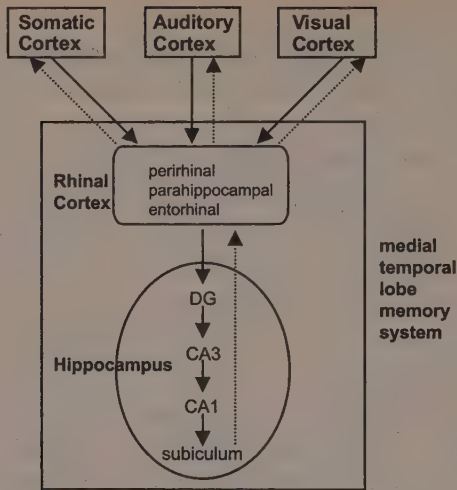 Somatic
Cortex
Auditory
Cortex
Visual
Cortex
Rhinal
Cortex
perirhinal
parahippocampal
entorhinal
medial
temporal
lobe
memory
system
Hippocampus
DG
CA3
CA1
subiculum